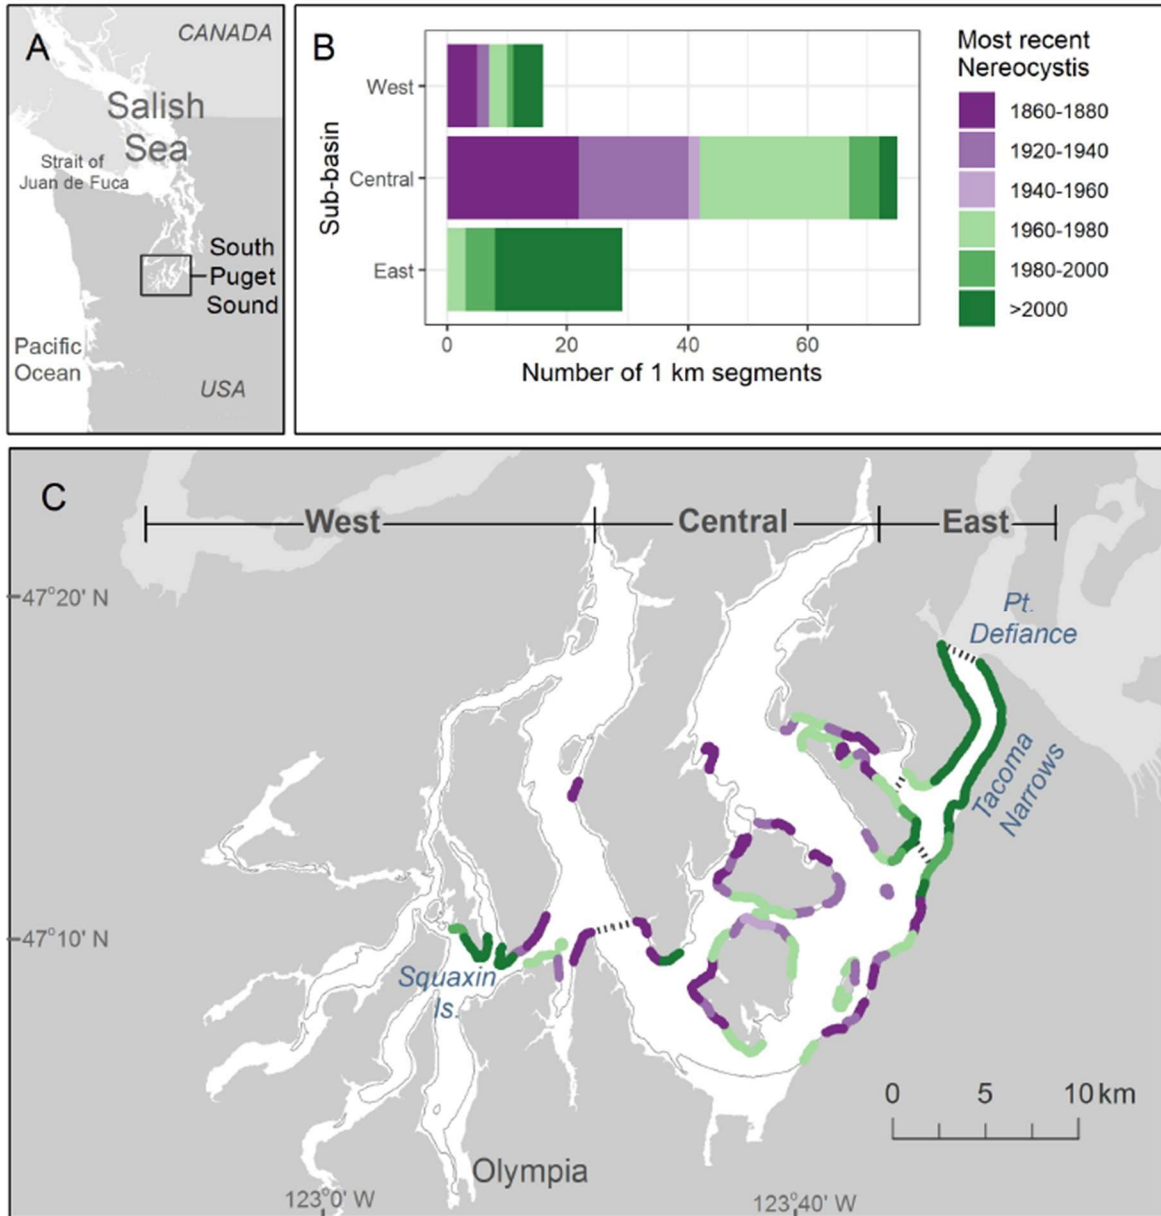 A
CANADA
Salish
Sea
Strait of
Juan de Fuca
South
Puget
Sound
Pacific
Ocean
USA
B
Sub-basin
West
Central
East
0 20 40 60
Number of 1 km segments
Most recent
Nereocystis
1860-1880
1920-1940
1940-1960
1960-1980
1980-2000
>2000
C
West Central East
47°20' N
Pt.
Defiance
Tacoma
Narrows
47°10' N
Squaxin
Is.
0 5 10 km
Olympia
123°0' W 123°40' W